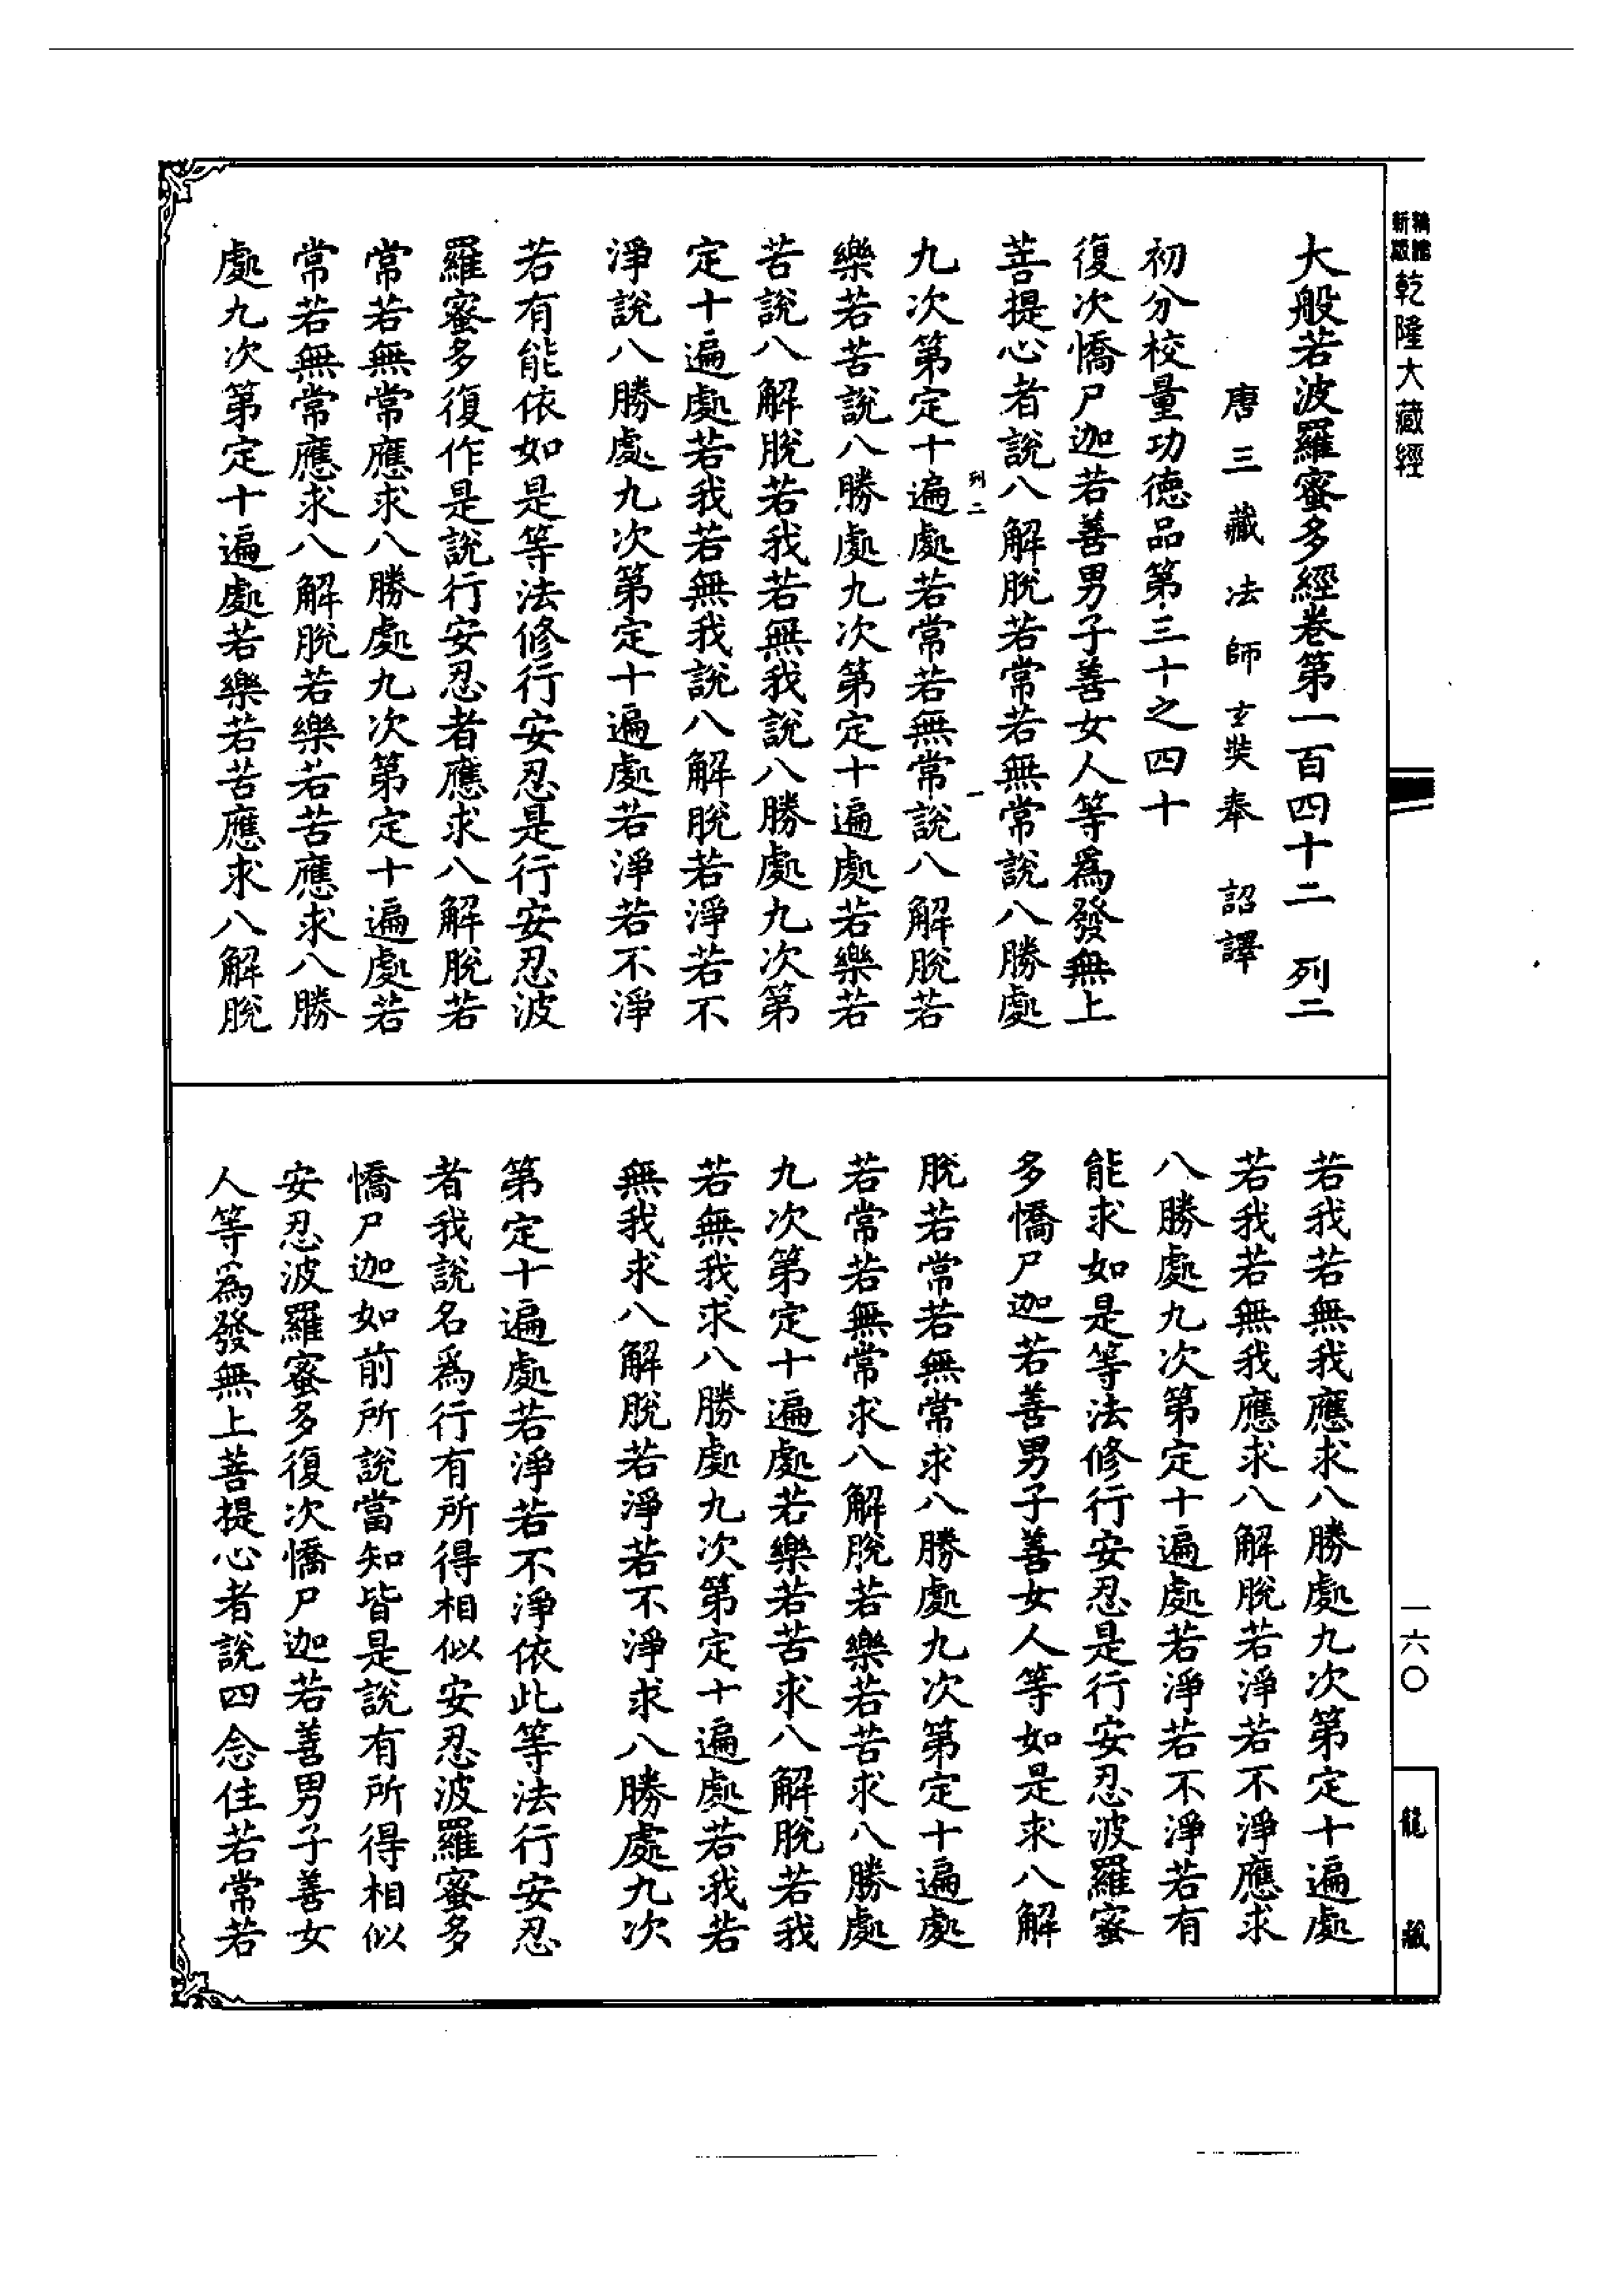 乾隆大藏經
大般若波羅蜜多經卷第一百四十二　列二
唐三藏法師玄奘奉　詔譯
初分校量功德品第三十之四十
復次憍尸迦若善男子善女人等爲發無上
菩提心者說八解脫若常若無常說八勝處
列二　一
九次第定十遍處若常若無常說八解脫若
樂若苦說八勝處九次第定十遍處若樂若
苦說八解脫若我若無我說八勝處九次第
定十遍處若我若無我說八解脫若淨若不
淨說八勝處九次第定十遍處若淨若不淨
若有能依如是等法修行安忍是行安忍波
羅蜜多復作是說行安忍者應求八解脫若
常若無常應求八勝處九次第定十遍處若
常若無常應求八解脫若樂若苦應求八勝
處九次第定十遍處若樂若苦應求八解脫
若我若無我應求八勝處九次第定十遍處
若我若無我應求八解脫若淨若不淨應求
八勝處九次第定十遍處若淨若不淨若有
能求如是等法修行安忍是行安忍波羅蜜
多憍尸迦若善男子善女人等如是求八解
脫若常若無常求八勝處九次第定十遍處
若常若無常求八解脫若樂若苦求八勝處
九次第定十遍處若樂若苦求八解脫若我
若無我求八勝處九次第定十遍處若我若
無我求八解脫若淨若不淨求八勝處九次
第定十遍處若淨若不淨依此等法行安忍
者我說名爲行有所得相似安忍波羅蜜多
憍尸迦如前所說當知皆是說有所得相似
安忍波羅蜜多復次憍尸迦若善男子善女
人等爲發無上菩提心者說四念住若常若
一六〇
龍藏